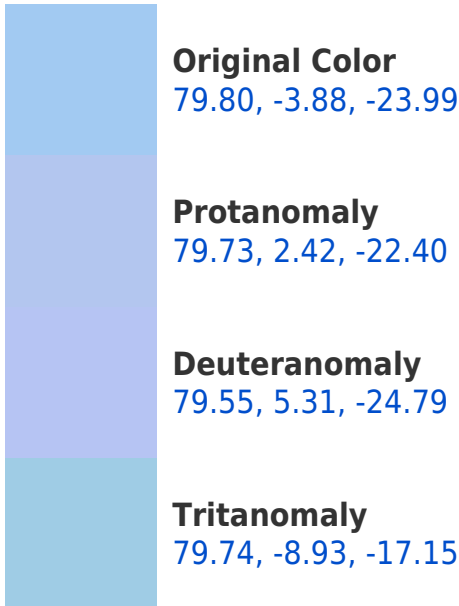 Original Color
79.80, -3.88, -23.99
Protanomaly
79.73, 2.42, -22.40
Deuteranomaly
79.55, 5.31, -24.79
Tritanomaly
79.74, -8.93, -17.15